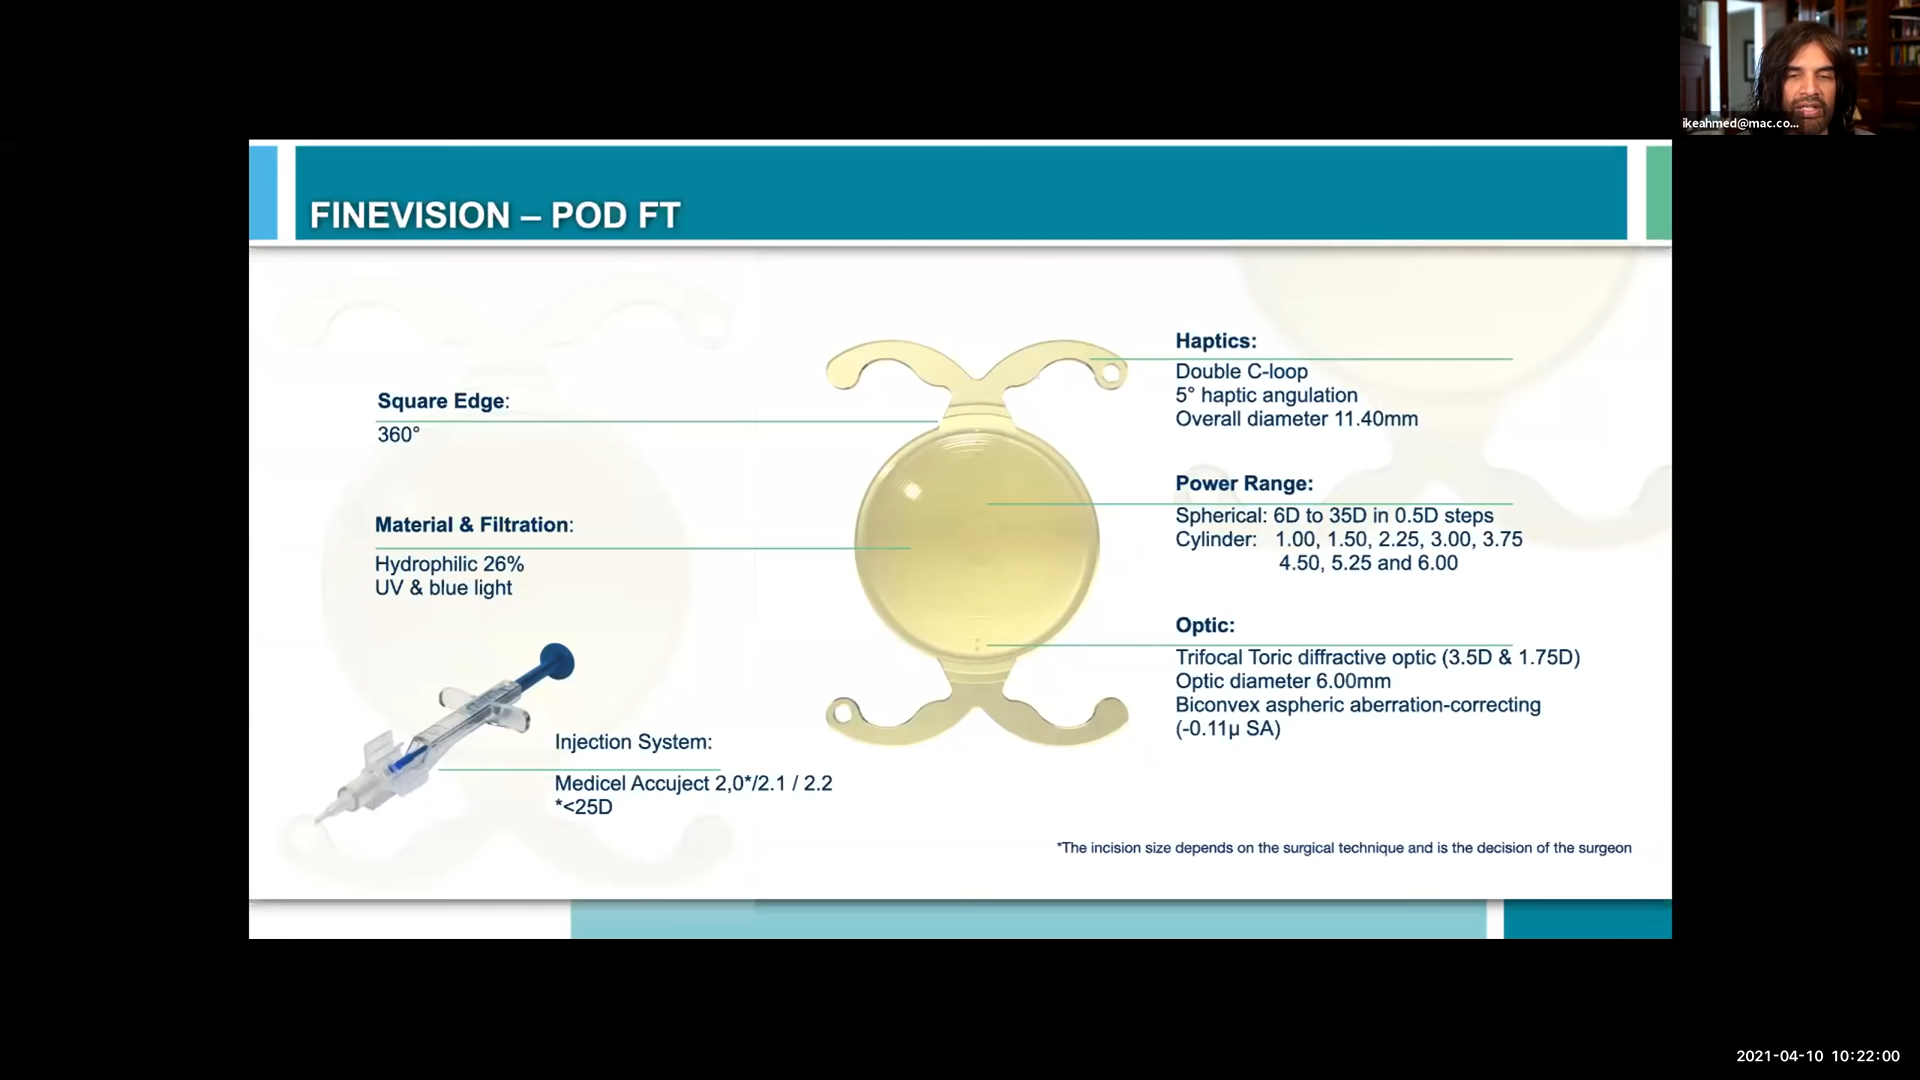 ikeahmed@mac.co...
FINEVISION – POD FT
Square Edge:
360°
Material & Filtration:
Hydrophilic 26%
UV & blue light
Injection System:
Medicel Accuject 2,0*/2.1 / 2.2
*<25D
Haptics:
Double C-loop
5° haptic angulation
Overall diameter 11.40mm
Power Range:
Spherical: 6D to 35D in 0.5D steps
Cylinder: 1.00, 1.50, 2.25, 3.00, 3.75
4.50, 5.25 and 6.00
Optic:
Trifocal Toric diffractive optic (3.5D & 1.75D)
Optic diameter 6.00mm
Biconvex aspheric aberration-correcting
(-0.11µ SA)
*The incision size depends on the surgical technique and is the decision of the surgeon
2021-04-10 10:22:00